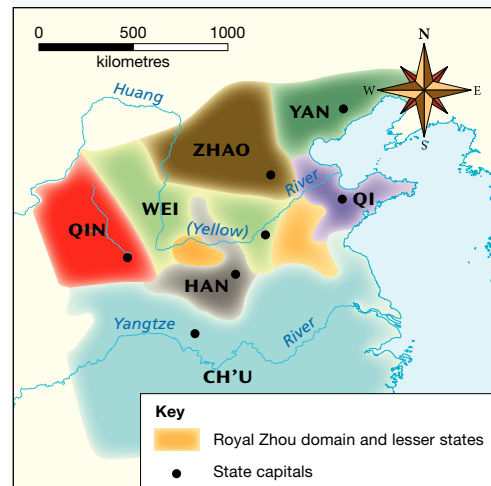 0 500 1000
kilometres
N
W E
S
Huang
YAN
ZHAO
River
WEI
QI
QIN
(Yellow)
HAN
Yangtze
River
CH'U
Key
Royal Zhou domain and lesser states
State capitals